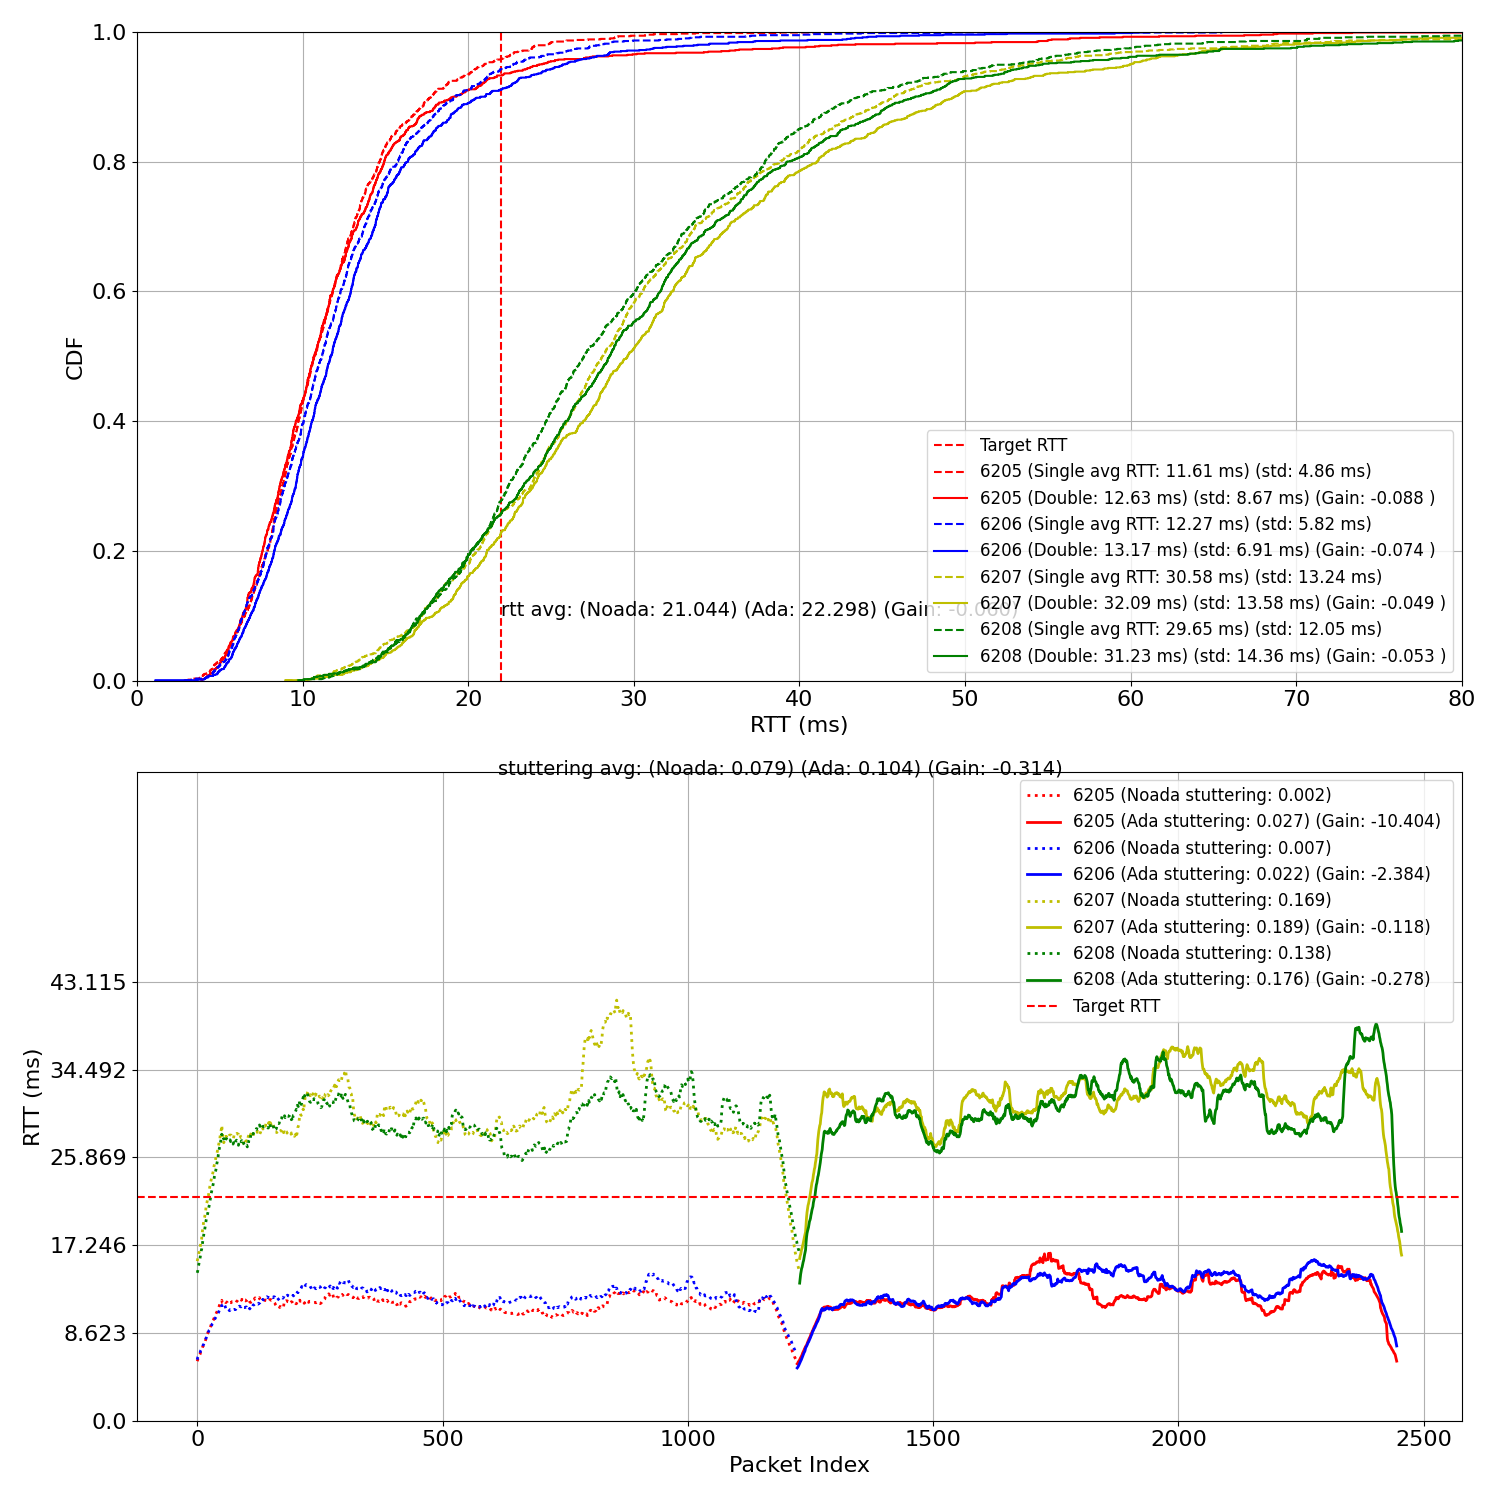 1.0
0.8
0.6
0.4
0.2
0.0
CDF
0
10
20
30
40
50
60
70
80
RTT (ms)
Target RTT
6205 (Single avg RTT: 11.61 ms) (std: 4.86 ms)
6205 (Double: 12.63 ms) (std: 8.67 ms) (Gain: -0.088 )
6206 (Single avg RTT: 12.27 ms) (std: 5.82 ms)
6206 (Double: 13.17 ms) (std: 6.91 ms) (Gain: -0.074 )
6207 (Single avg RTT: 30.58 ms) (std: 13.24 ms)
6207 (Double: 32.09 ms) (std: 13.58 ms) (Gain: -0.049 )
6208 (Single avg RTT: 29.65 ms) (std: 12.05 ms)
6208 (Double: 31.23 ms) (std: 14.36 ms) (Gain: -0.053 )
rtt avg: (Noada: 21.044) (Ada: 22.298) (Gain:
stuttering avg: (Noada: 0.079) (Ada: 0.104) (Gain: -0.314)
6205 (Noada stuttering: 0.002)
6205 (Ada stuttering: 0.027) (Gain: -10.404)
6206 (Noada stuttering: 0.007)
6206 (Ada stuttering: 0.022) (Gain: -2.384)
6207 (Noada stuttering: 0.169)
6207 (Ada stuttering: 0.189) (Gain: -0.118)
6208 (Noada stuttering: 0.138)
6208 (Ada stuttering: 0.176) (Gain: -0.278)
Target RTT
43.115
34.492
25.869
17.246
8.623
0.0
RTT (ms)
0
500
1000
1500
2000
2500
Packet Index